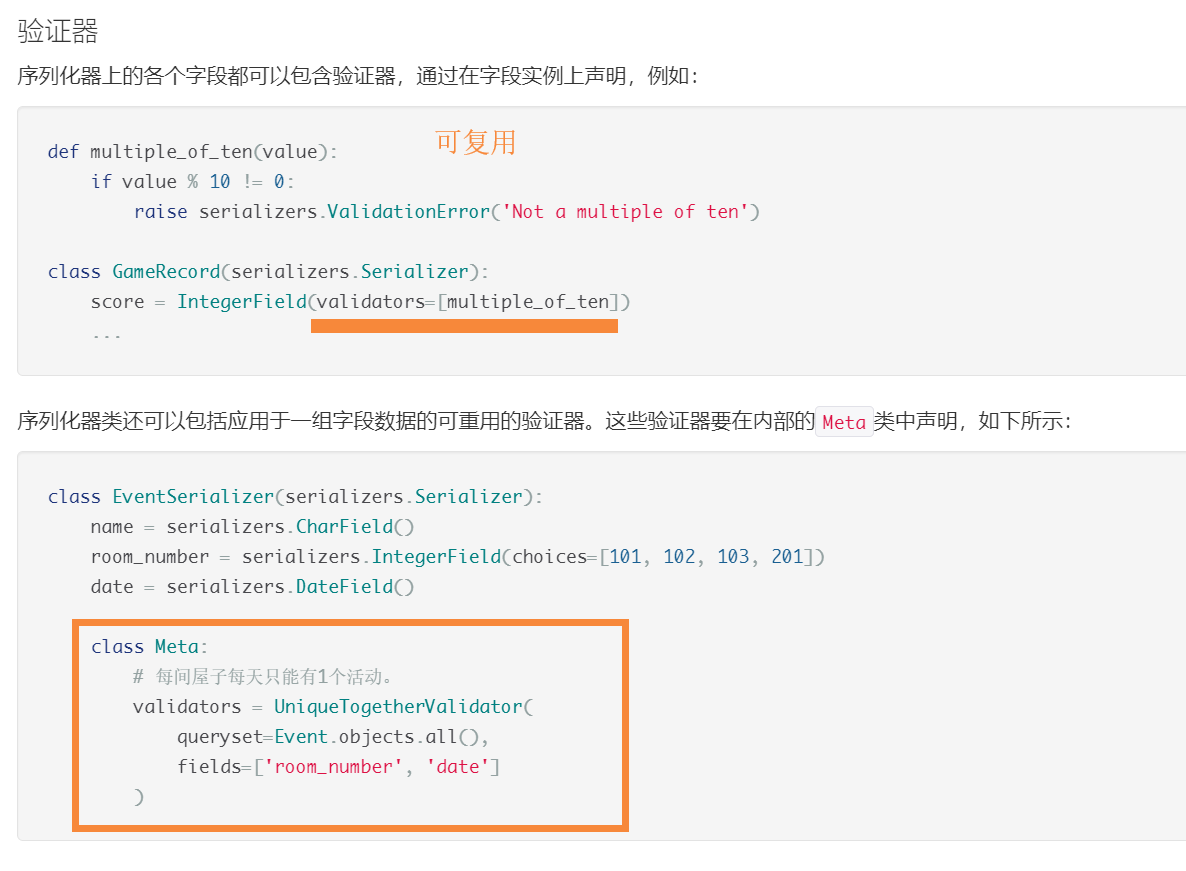 验证器
序列化器上的各个字段都可以包含验证器，通过在字段实例上声明，例如：
可复用
def multiple_of_ten(value):
    if value % 10 != 0:
        raise serializers.ValidationError('Not a multiple of ten')
class GameRecord(serializers.Serializer):
    score = IntegerField(validators=[multiple_of_ten])
    ...
序列化器类还可以包括应用于一组字段数据的可重用的验证器。这些验证器要在内部的Meta类中声明，如下所示：
class EventSerializer(serializers.Serializer):
    name = serializers.CharField()
    room_number = serializers.IntegerField(choices=[101, 102, 103, 201])
    date = serializers.DateField()
    class Meta:
        # 每间屋子每天只能有1个活动。
        validators = UniqueTogetherValidator(
            queryset=Event.objects.all(),
            fields=['room_number', 'date']
        )